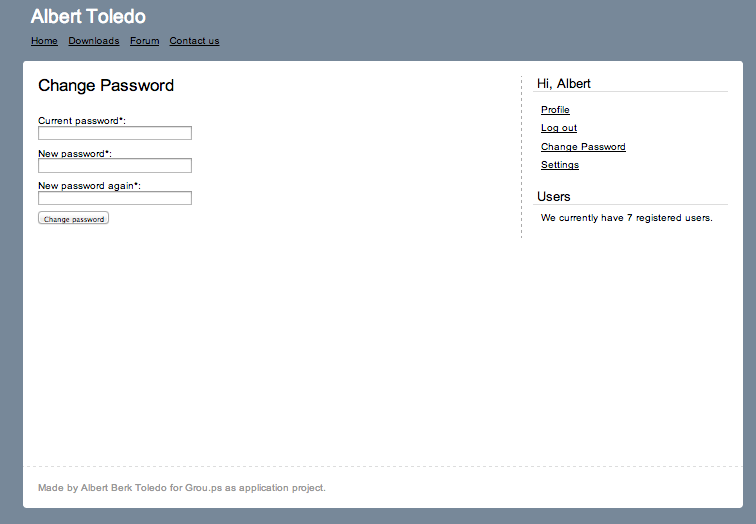 Albert Toledo
Home Downloads Forum Contact us
Change Password
Current password*:
New password*:
New password again*:
Change password
Hi, Albert
Profile
Log out
Change Password
Settings
Users
We currently have 7 registered users.
Made by Albert Berk Toledo for Grou.ps as application project.